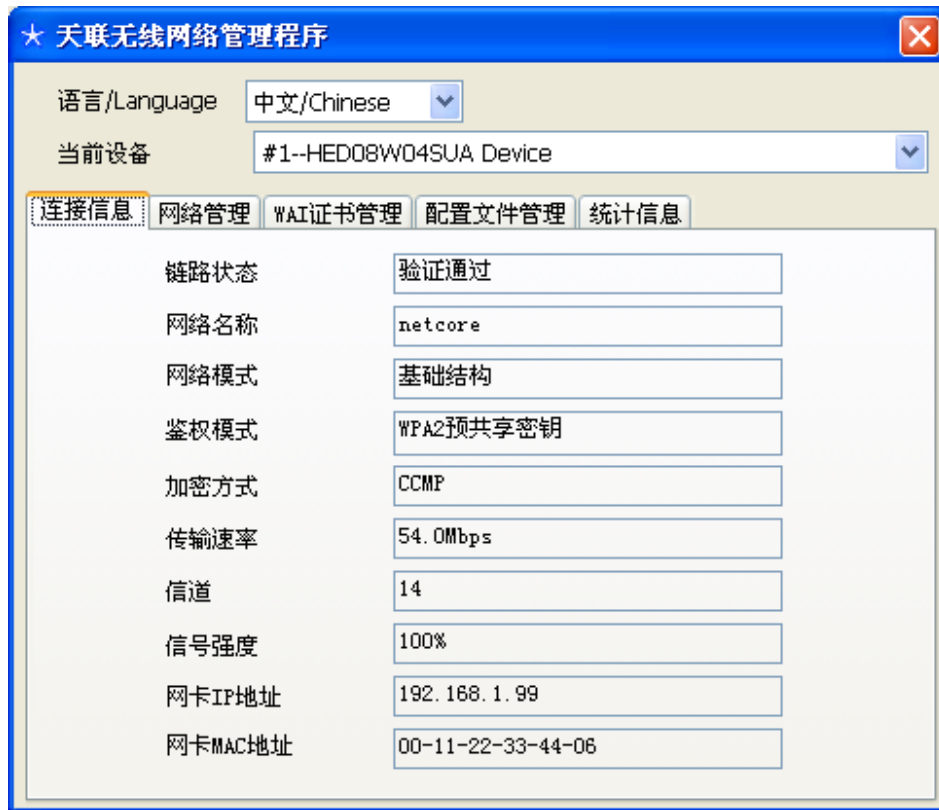 天联无线网络管理程序
语言/Language 中文/Chinese
当前设备 #1--HED08W04SUA Device
连接信息 网络管理 WAI证书管理 配置文件管理 统计信息
链路状态 验证通过
网络名称 netcore
网络模式 基础结构
鉴权模式 WPA2预共享密钥
加密方式 CCMP
传输速率 54.0Mbps
信道 14
信号强度 100%
网卡IP地址 192.168.1.99
网卡MAC地址 00-11-22-33-44-06